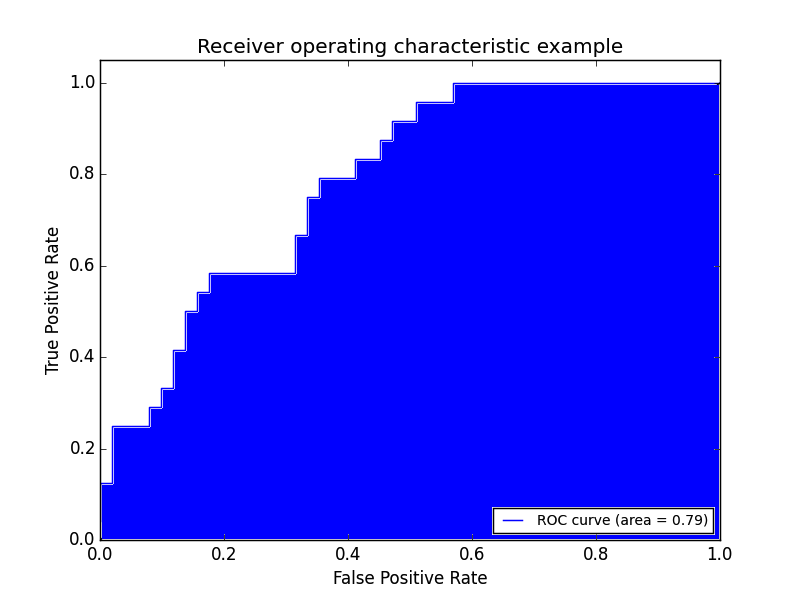 Receiver operating characteristic example
1.0
0.8
0.6
0.4
0.2
0.0
True Positive Rate
ROC curve (area = 0.79)
0.0 0.2 0.4 0.6 0.8 1.0
False Positive Rate